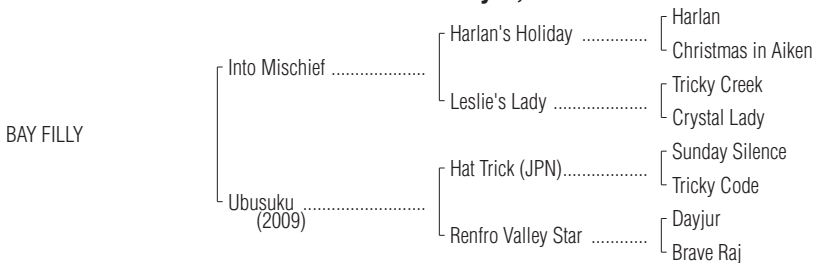 Harlan
Harlan's Holiday ..............
Christmas in Aiken
Into Mischief .....................
Tricky Creek
Leslie's Lady ....................
Crystal Lady
BAY FILLY
Sunday Silence
Hat Trick (JPN)..................
Tricky Code
Ubusuku ..........................
(2009)
Dayjur
Renfro Valley Star ............
Brave Raj